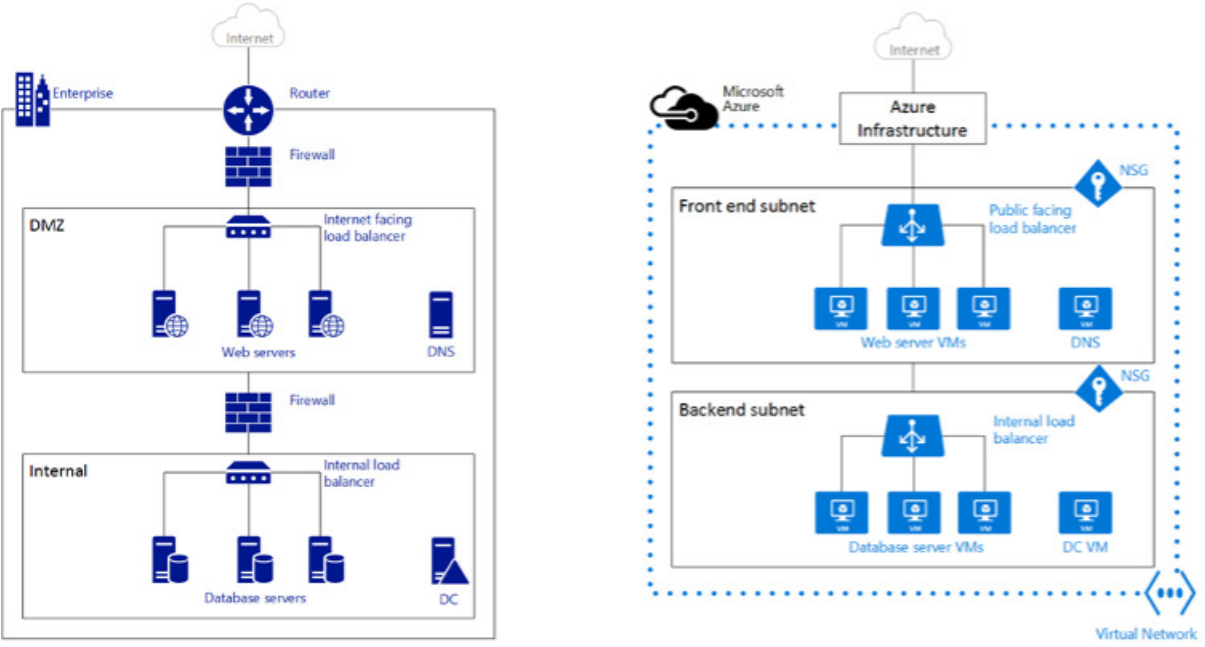 Internet
Enterprise
Router
Firewall
DMZ
Internet facing
load balancer
Web servers
DNS
Firewall
Internal
Internal load
balancer
Database servers
DC
Internet
Microsoft
Azure
Azure
Infrastructure
NSG
Front end subnet
Public facing
load balancer
VM
VM
VM
VM
Web server VMs
DNS
NSG
Backend subnet
Internal load
balancer
VM
VM
VM
VM
Database server VMs
DC VM
Virtual Network